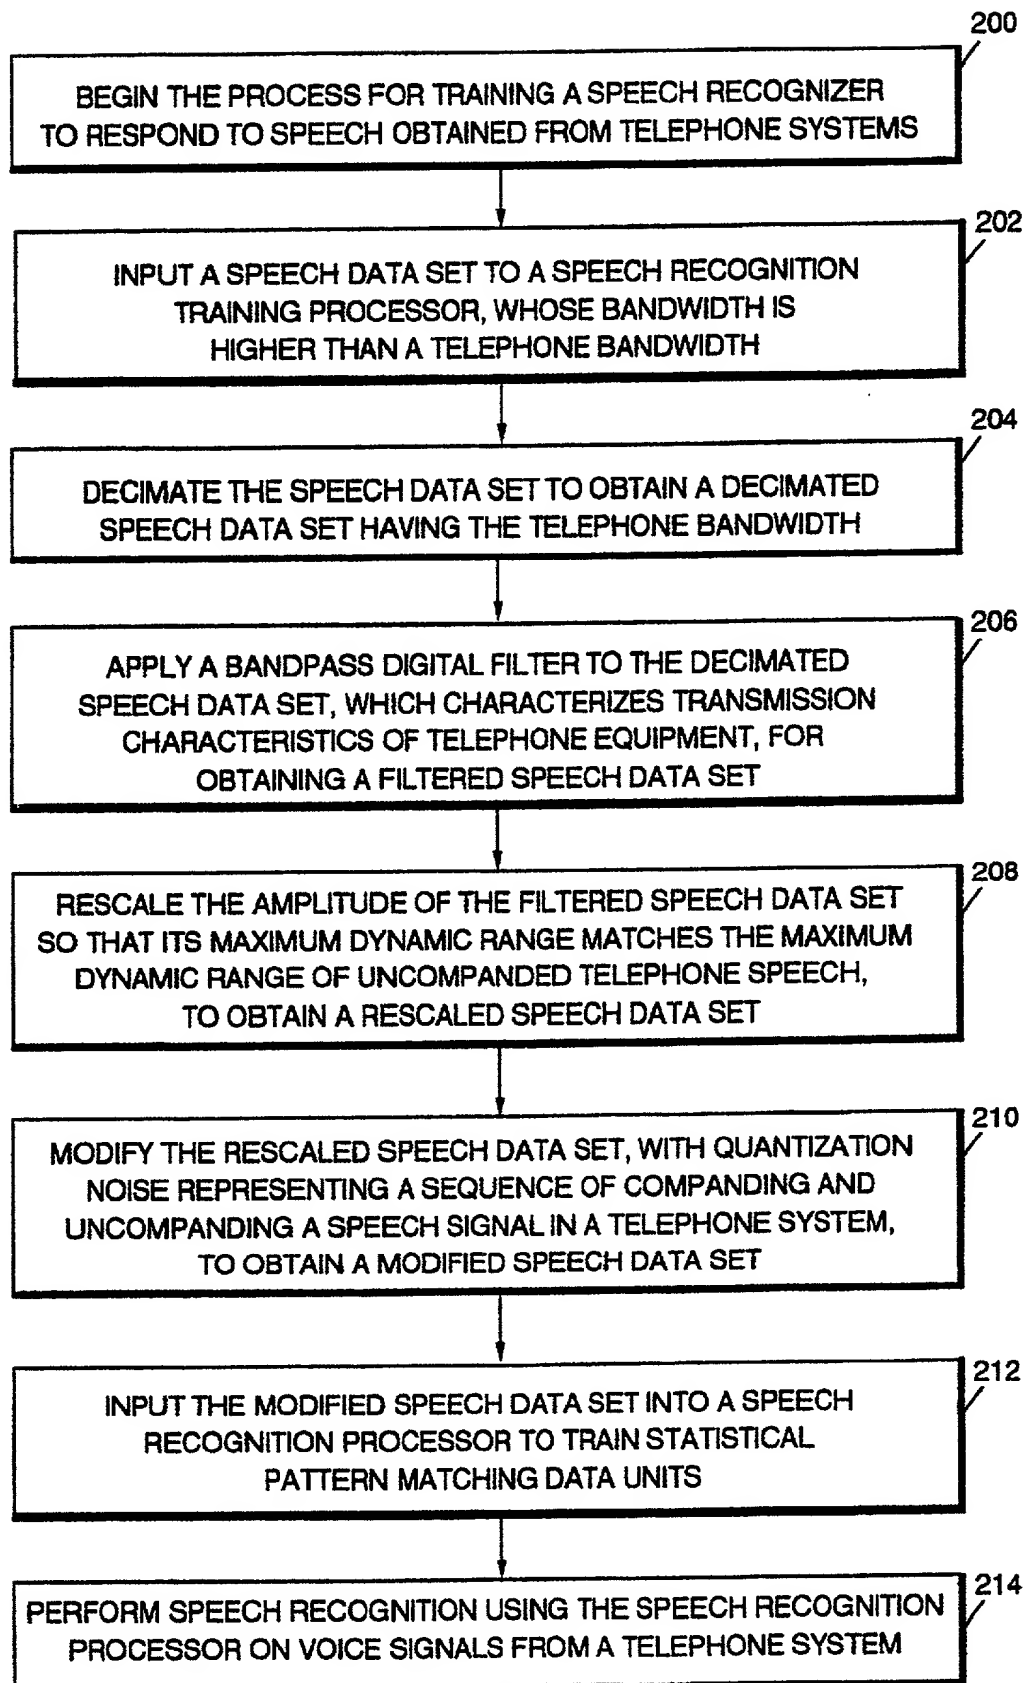 200
BEGIN THE PROCESS FOR TRAINING A SPEECH RECOGNIZER
TO RESPOND TO SPEECH OBTAINED FROM TELEPHONE SYSTEMS
202
INPUT A SPEECH DATA SET TO A SPEECH RECOGNITION
TRAINING PROCESSOR, WHOSE BANDWIDTH IS
HIGHER THAN A TELEPHONE BANDWIDTH
204
DECIMATE THE SPEECH DATA SET TO OBTAIN A DECIMATED
SPEECH DATA SET HAVING THE TELEPHONE BANDWIDTH
206
APPLY A BANDPASS DIGITAL FILTER TO THE DECIMATED
SPEECH DATA SET, WHICH CHARACTERIZES TRANSMISSION
CHARACTERISTICS OF TELEPHONE EQUIPMENT, FOR
OBTAINING A FILTERED SPEECH DATA SET
208
RESCALE THE AMPLITUDE OF THE FILTERED SPEECH DATA SET
SO THAT ITS MAXIMUM DYNAMIC RANGE MATCHES THE MAXIMUM
DYNAMIC RANGE OF UNCOMPANDED TELEPHONE SPEECH,
TO OBTAIN A RESCALED SPEECH DATA SET
210
MODIFY THE RESCALED SPEECH DATA SET, WITH QUANTIZATION
NOISE REPRESENTING A SEQUENCE OF COMPANDING AND
UNCOMPANDING A SPEECH SIGNAL IN A TELEPHONE SYSTEM,
TO OBTAIN A MODIFIED SPEECH DATA SET
212
INPUT THE MODIFIED SPEECH DATA SET INTO A SPEECH
RECOGNITION PROCESSOR TO TRAIN STATISTICAL
PATTERN MATCHING DATA UNITS
214
PERFORM SPEECH RECOGNITION USING THE SPEECH RECOGNITION
PROCESSOR ON VOICE SIGNALS FROM A TELEPHONE SYSTEM